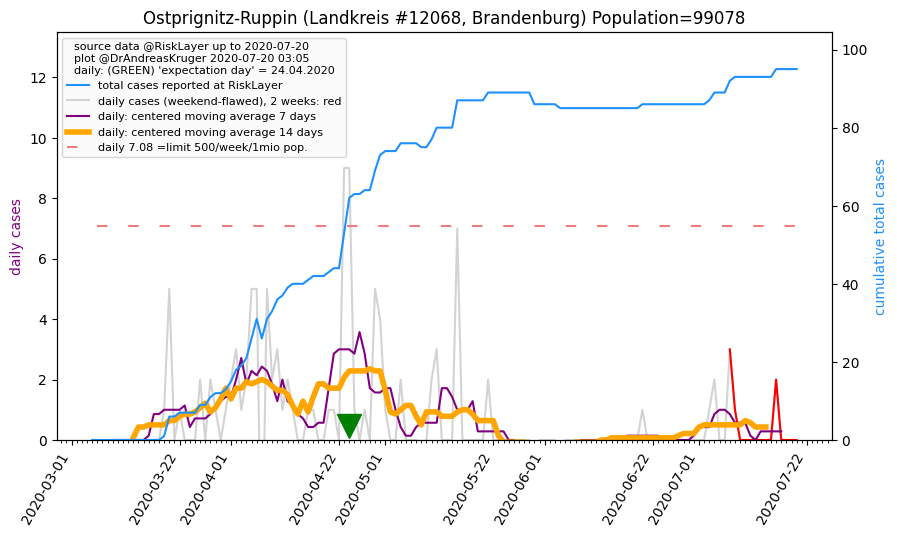 Ostprignitz-Ruppin (Landkreis #12068, Brandenburg) Population=99078
source data @RiskLayer up to 2020-07-20
plot @DrAndreasKruger 2020-07-20 03:05
daily: (GREEN) 'expectation day' = 24.04.2020
total cases reported at RiskLayer
daily cases (weekend-flawed), 2 weeks: red
daily: centered moving average 7 days
daily: centered moving average 14 days
daily 7.08 =limit 500/week/1mio pop.
daily cases
12
10
8
6
4
2
0
cumulative total cases
100
80
60
40
20
0
2020-03-01
2020-03-22
2020-04-01
2020-04-22
2020-05-01
2020-05-22
2020-06-01
2020-06-22
2020-07-01
2020-07-22